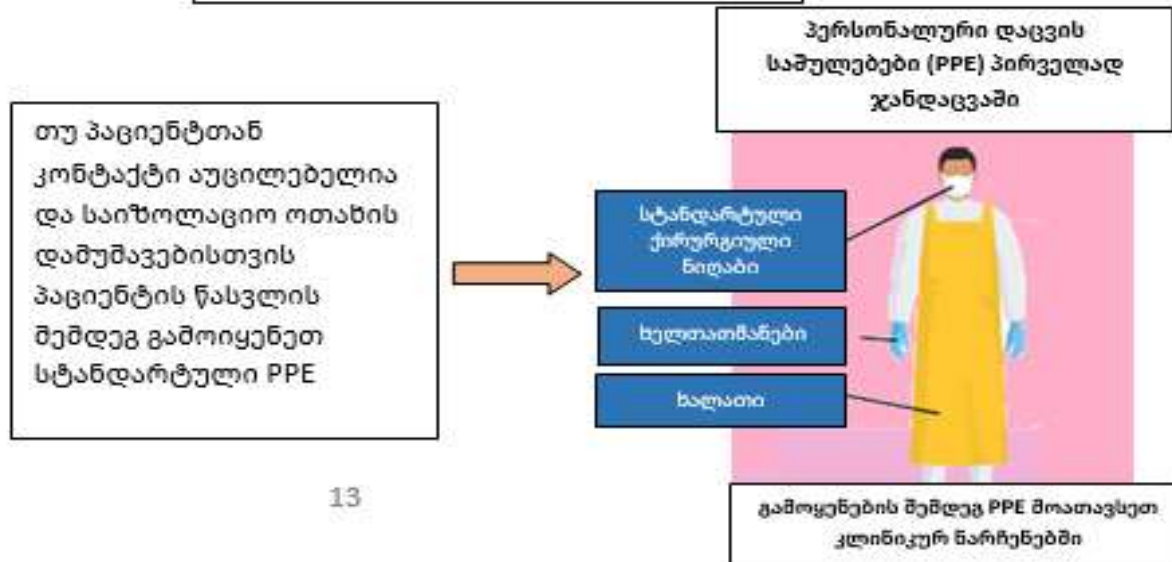 პერსონალური დაცვის
საშულებები (PPE) პირველად
ჯანდაცვაში
თუ პაციენტთან
კონტაქტი აუცილებელია
და საიზოლაციო ოთახის
დამუშავებისთვის
პაციენტის წასვლის
შემდეგ გამოიყენეთ
სტანდარტული PPE
სტანდარტული
ქირურგიული
ნიღაბი
ხელთათმანები
ხალათი
13
გამოყენების შემდეგ PPE მოათავსეთ
კლინიკურ ნარჩენებში